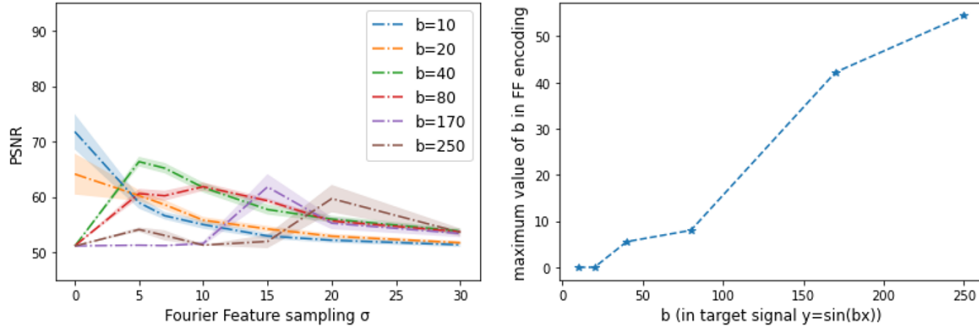 95
90
80
70
60
50
PSNR
0 5 10 15 20 25 30
Fourier Feature sampling σ
b=10
b=20
b=40
b=80
b=170
b=250
50
40
30
20
10
0
maximum value of b in FF encoding
0 50 100 150 200 250
b (in target signal y=sin(bx))